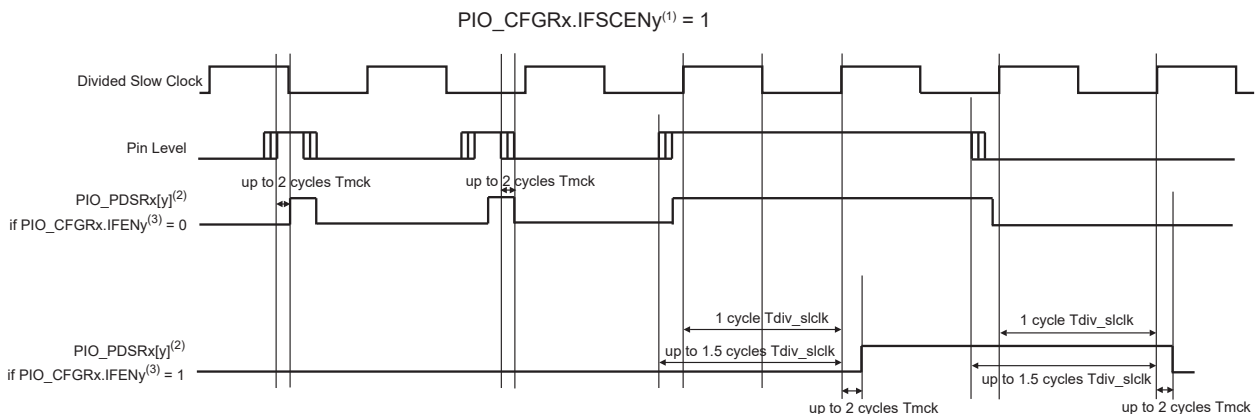 PIO_CFGRx.IFSCENy(1) = 1
Divided Slow Clock
Pin Level
up to 2 cycles Tmck
up to 2 cycles Tmck
PIO_PDSRx[y](2)
if PIO_CFGRx.IFENy(3) = 0
1 cycle Tdiv_slclk
1 cycle Tdiv_slclk
PIO_PDSRx[y](2)
up to 1.5 cycles Tdiv_slclk
if PIO_CFGRx.IFENy(3) = 1
up to 1.5 cycles Tdiv_slclk
up to 2 cycles Tmck
up to 2 cycles Tmck